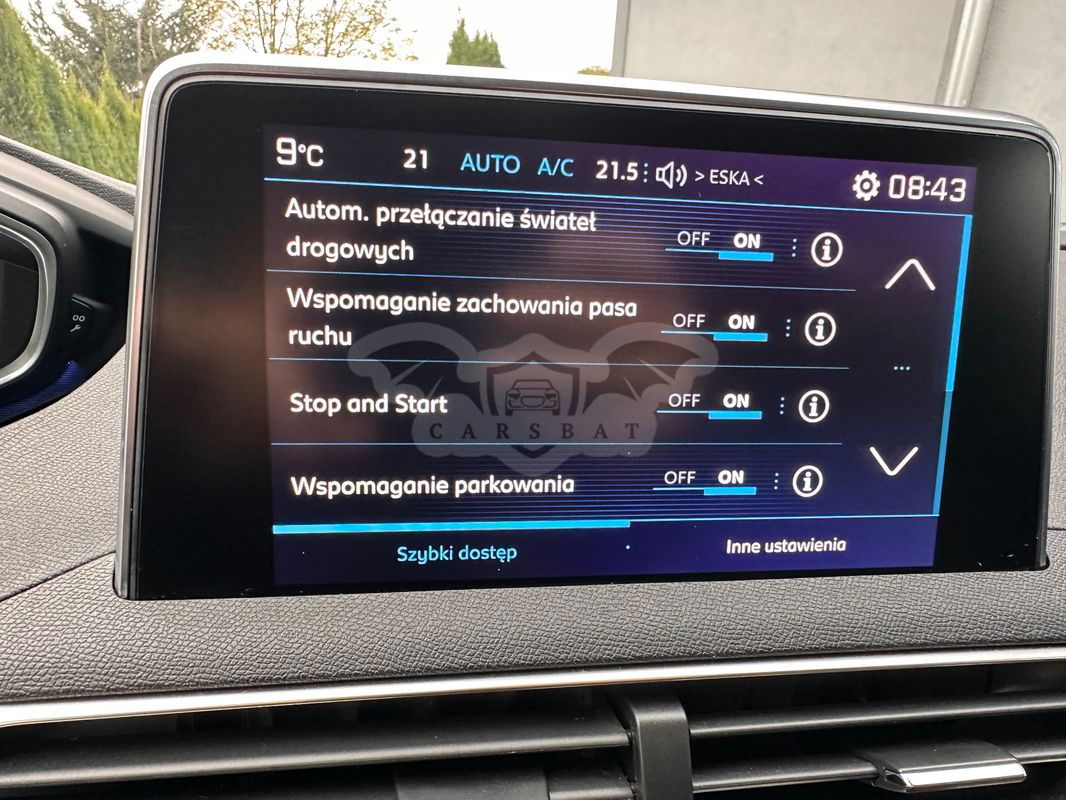 9°C 21 AUTO A/C 21.5 > ESKA < 08:43
Autom. przełączanie świateł
drogowych
OFF ON
Wspomaganie zachowania pasa
ruchu
OFF ON
Stop and Start OFF ON
CARSBAT
Wspomaganie parkowania OFF ON
Szybki dostęp Inne ustawienia